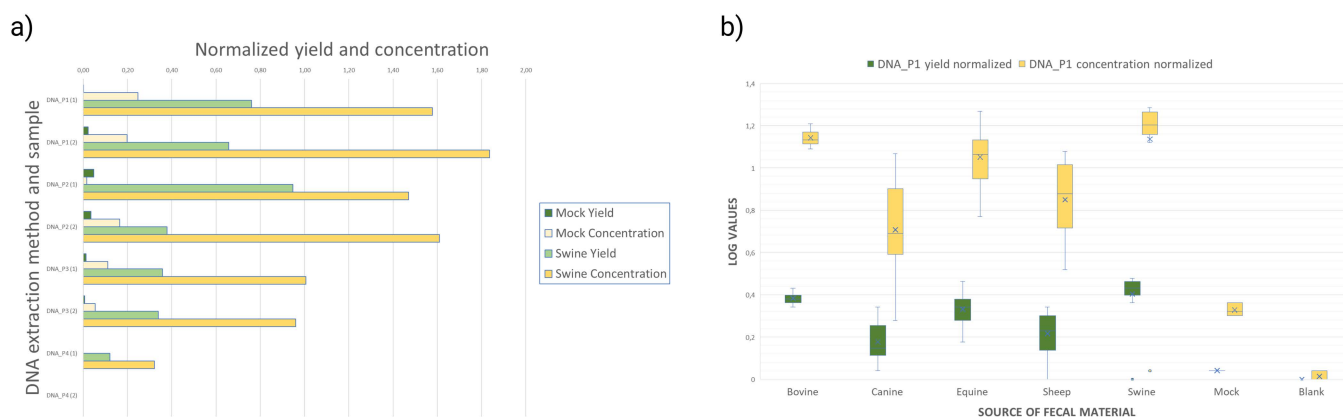 a)
Normalized yield and concentration
0,00 0,20 0,40 0,60 0,80 1,00 1,20 1,40 1,60 1,80 2,00
DNA extraction method and sample
DNA_P1 (1)
DNA_P1 (2)
DNA_P2 (1)
DNA_P2 (2)
DNA_P3 (1)
DNA_P3 (2)
DNA_P4 (1)
DNA_P4 (2)
Mock Yield
Mock Concentration
Swine Yield
Swine Concentration
b)
DNA_P1 yield normalized DNA_P1 concentration normalized
LOG VALUES
1,4
1,2
1
0,8
0,6
0,4
0,2
0
Bovine Canine Equine Sheep Swine Mock Blank
SOURCE OF FECAL MATERIAL